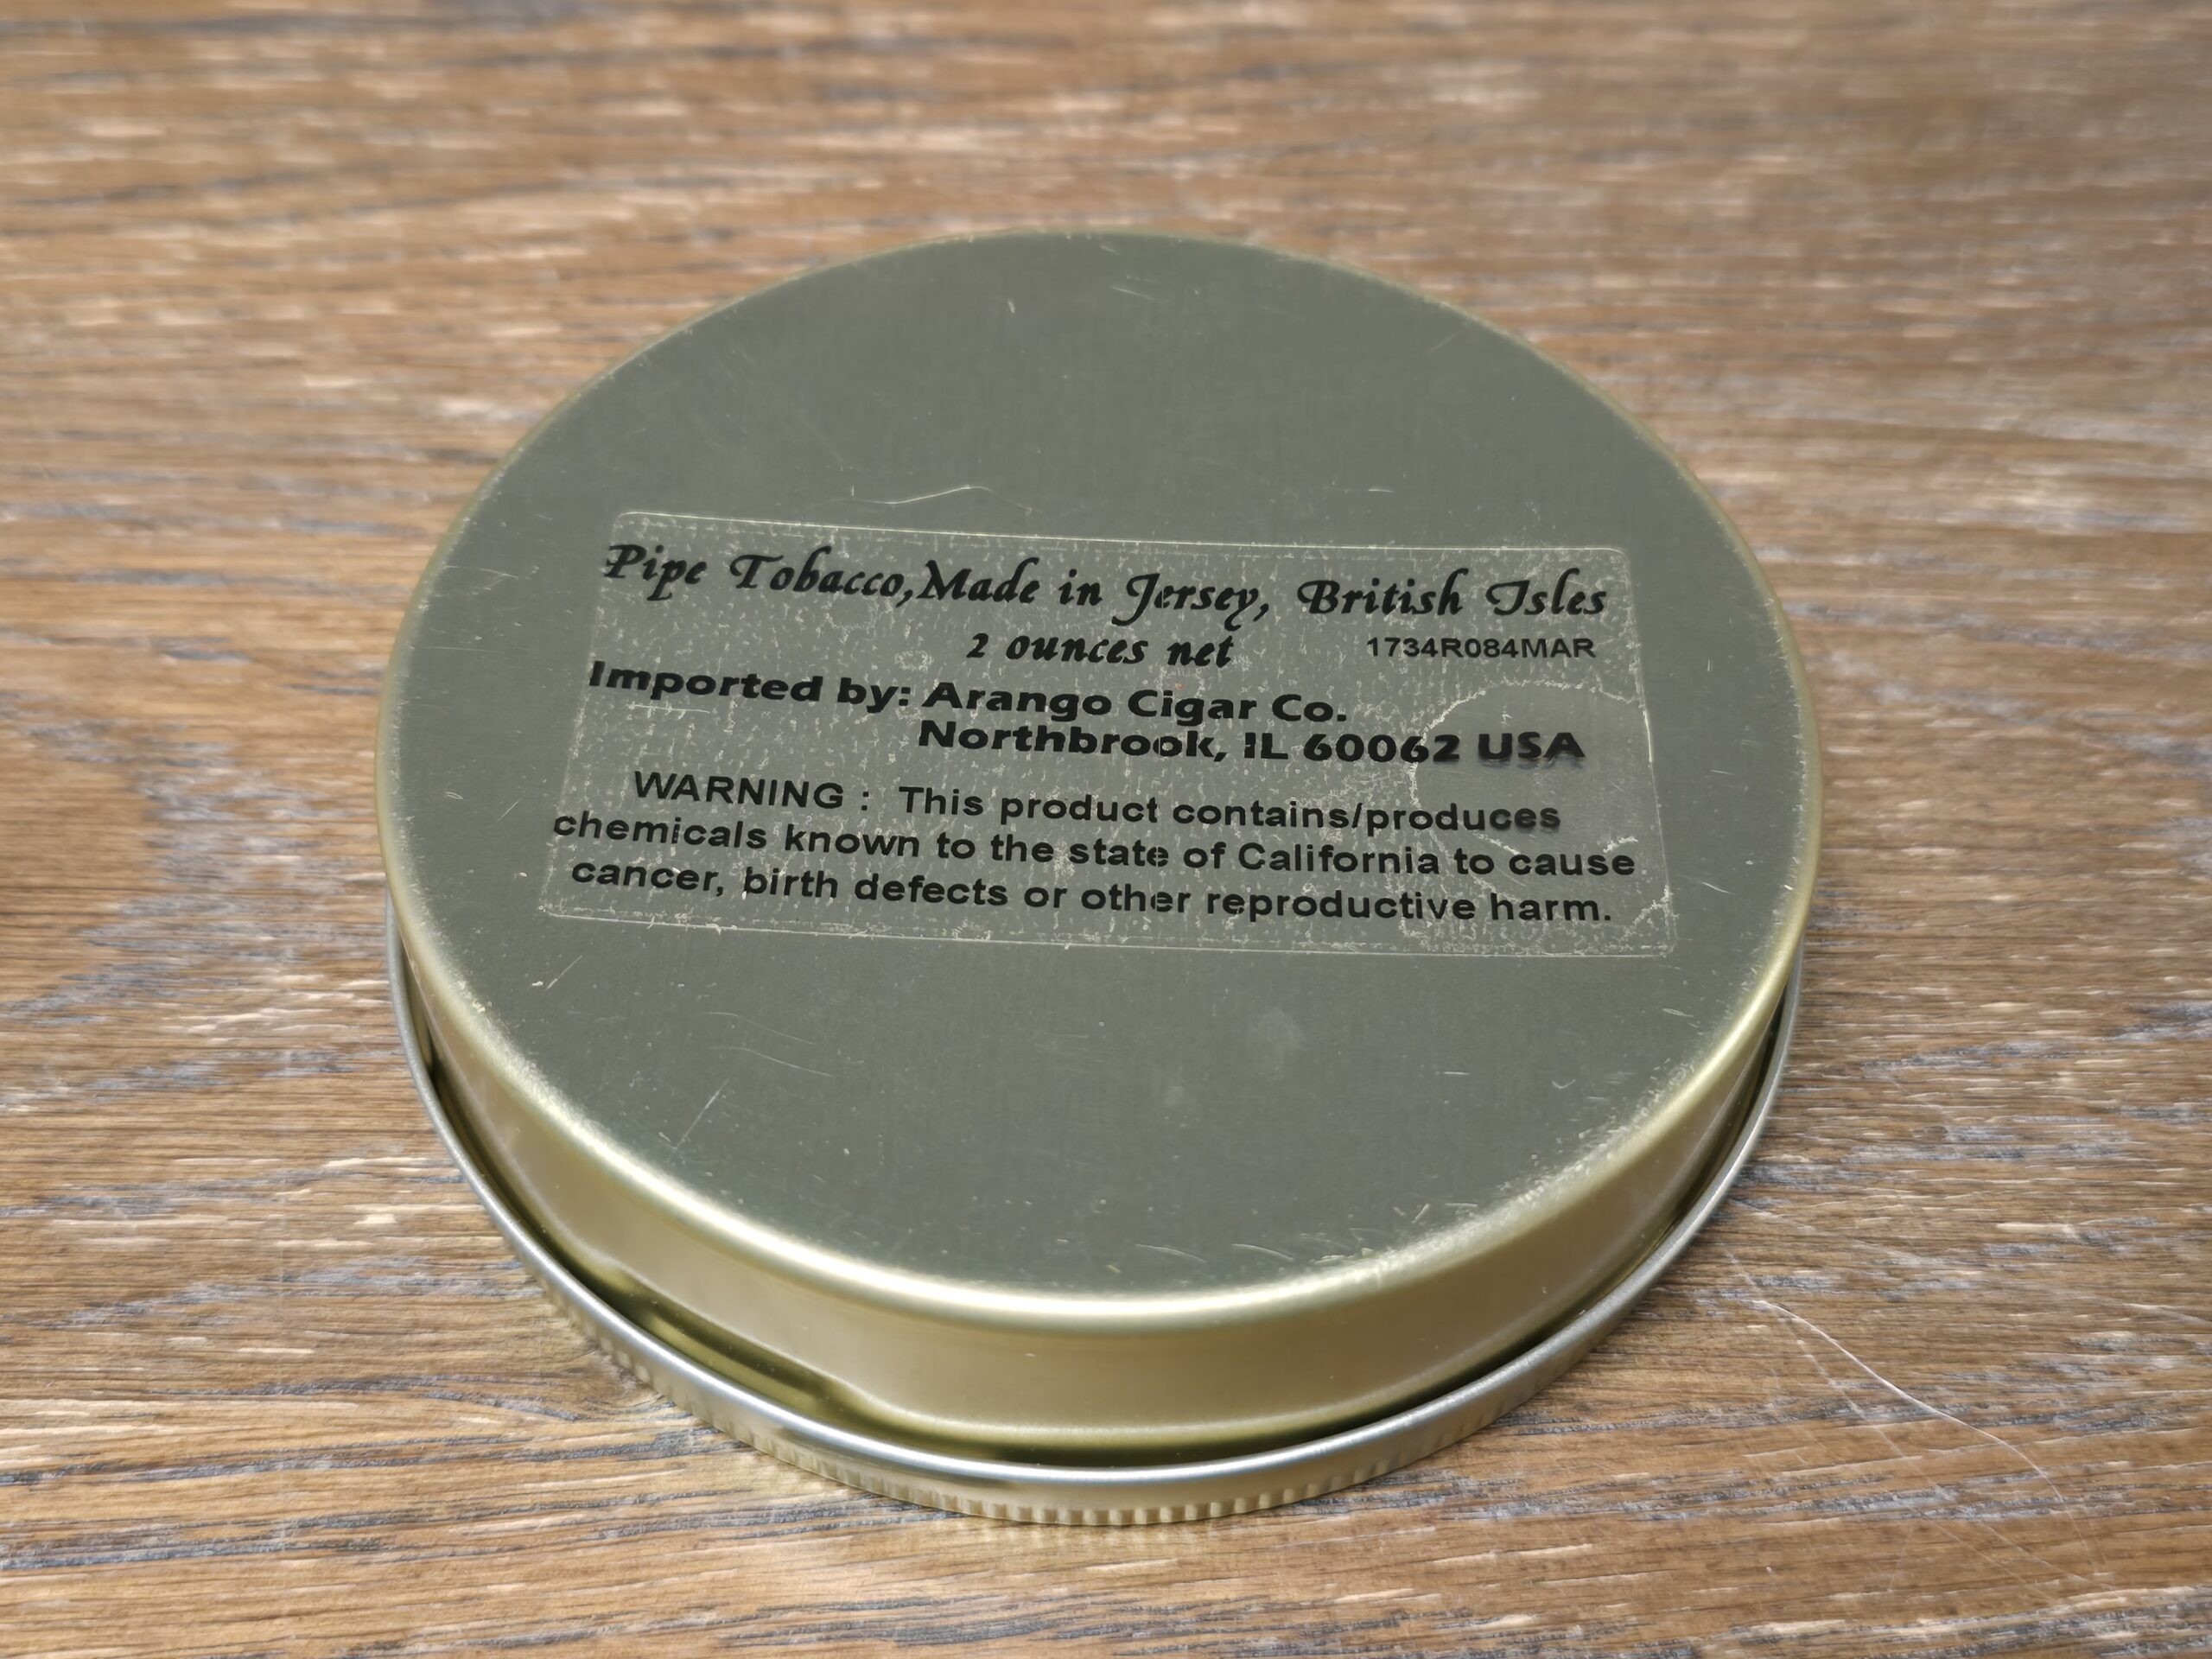 Pipe Tobacco,Made in Jersey, British Isles
2 ounces net 1734R084MAR
Imported by: Arango Cigar Co.
Northbrook, IL 60062 USA
WARNING : This product contains/produces
chemicals known to the state of California to cause
cancer, birth defects or other reproductive harm.